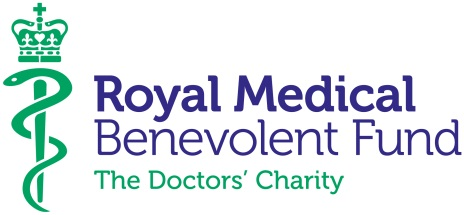 Royal Medical
Benevolent Fund
The Doctors’ Charity